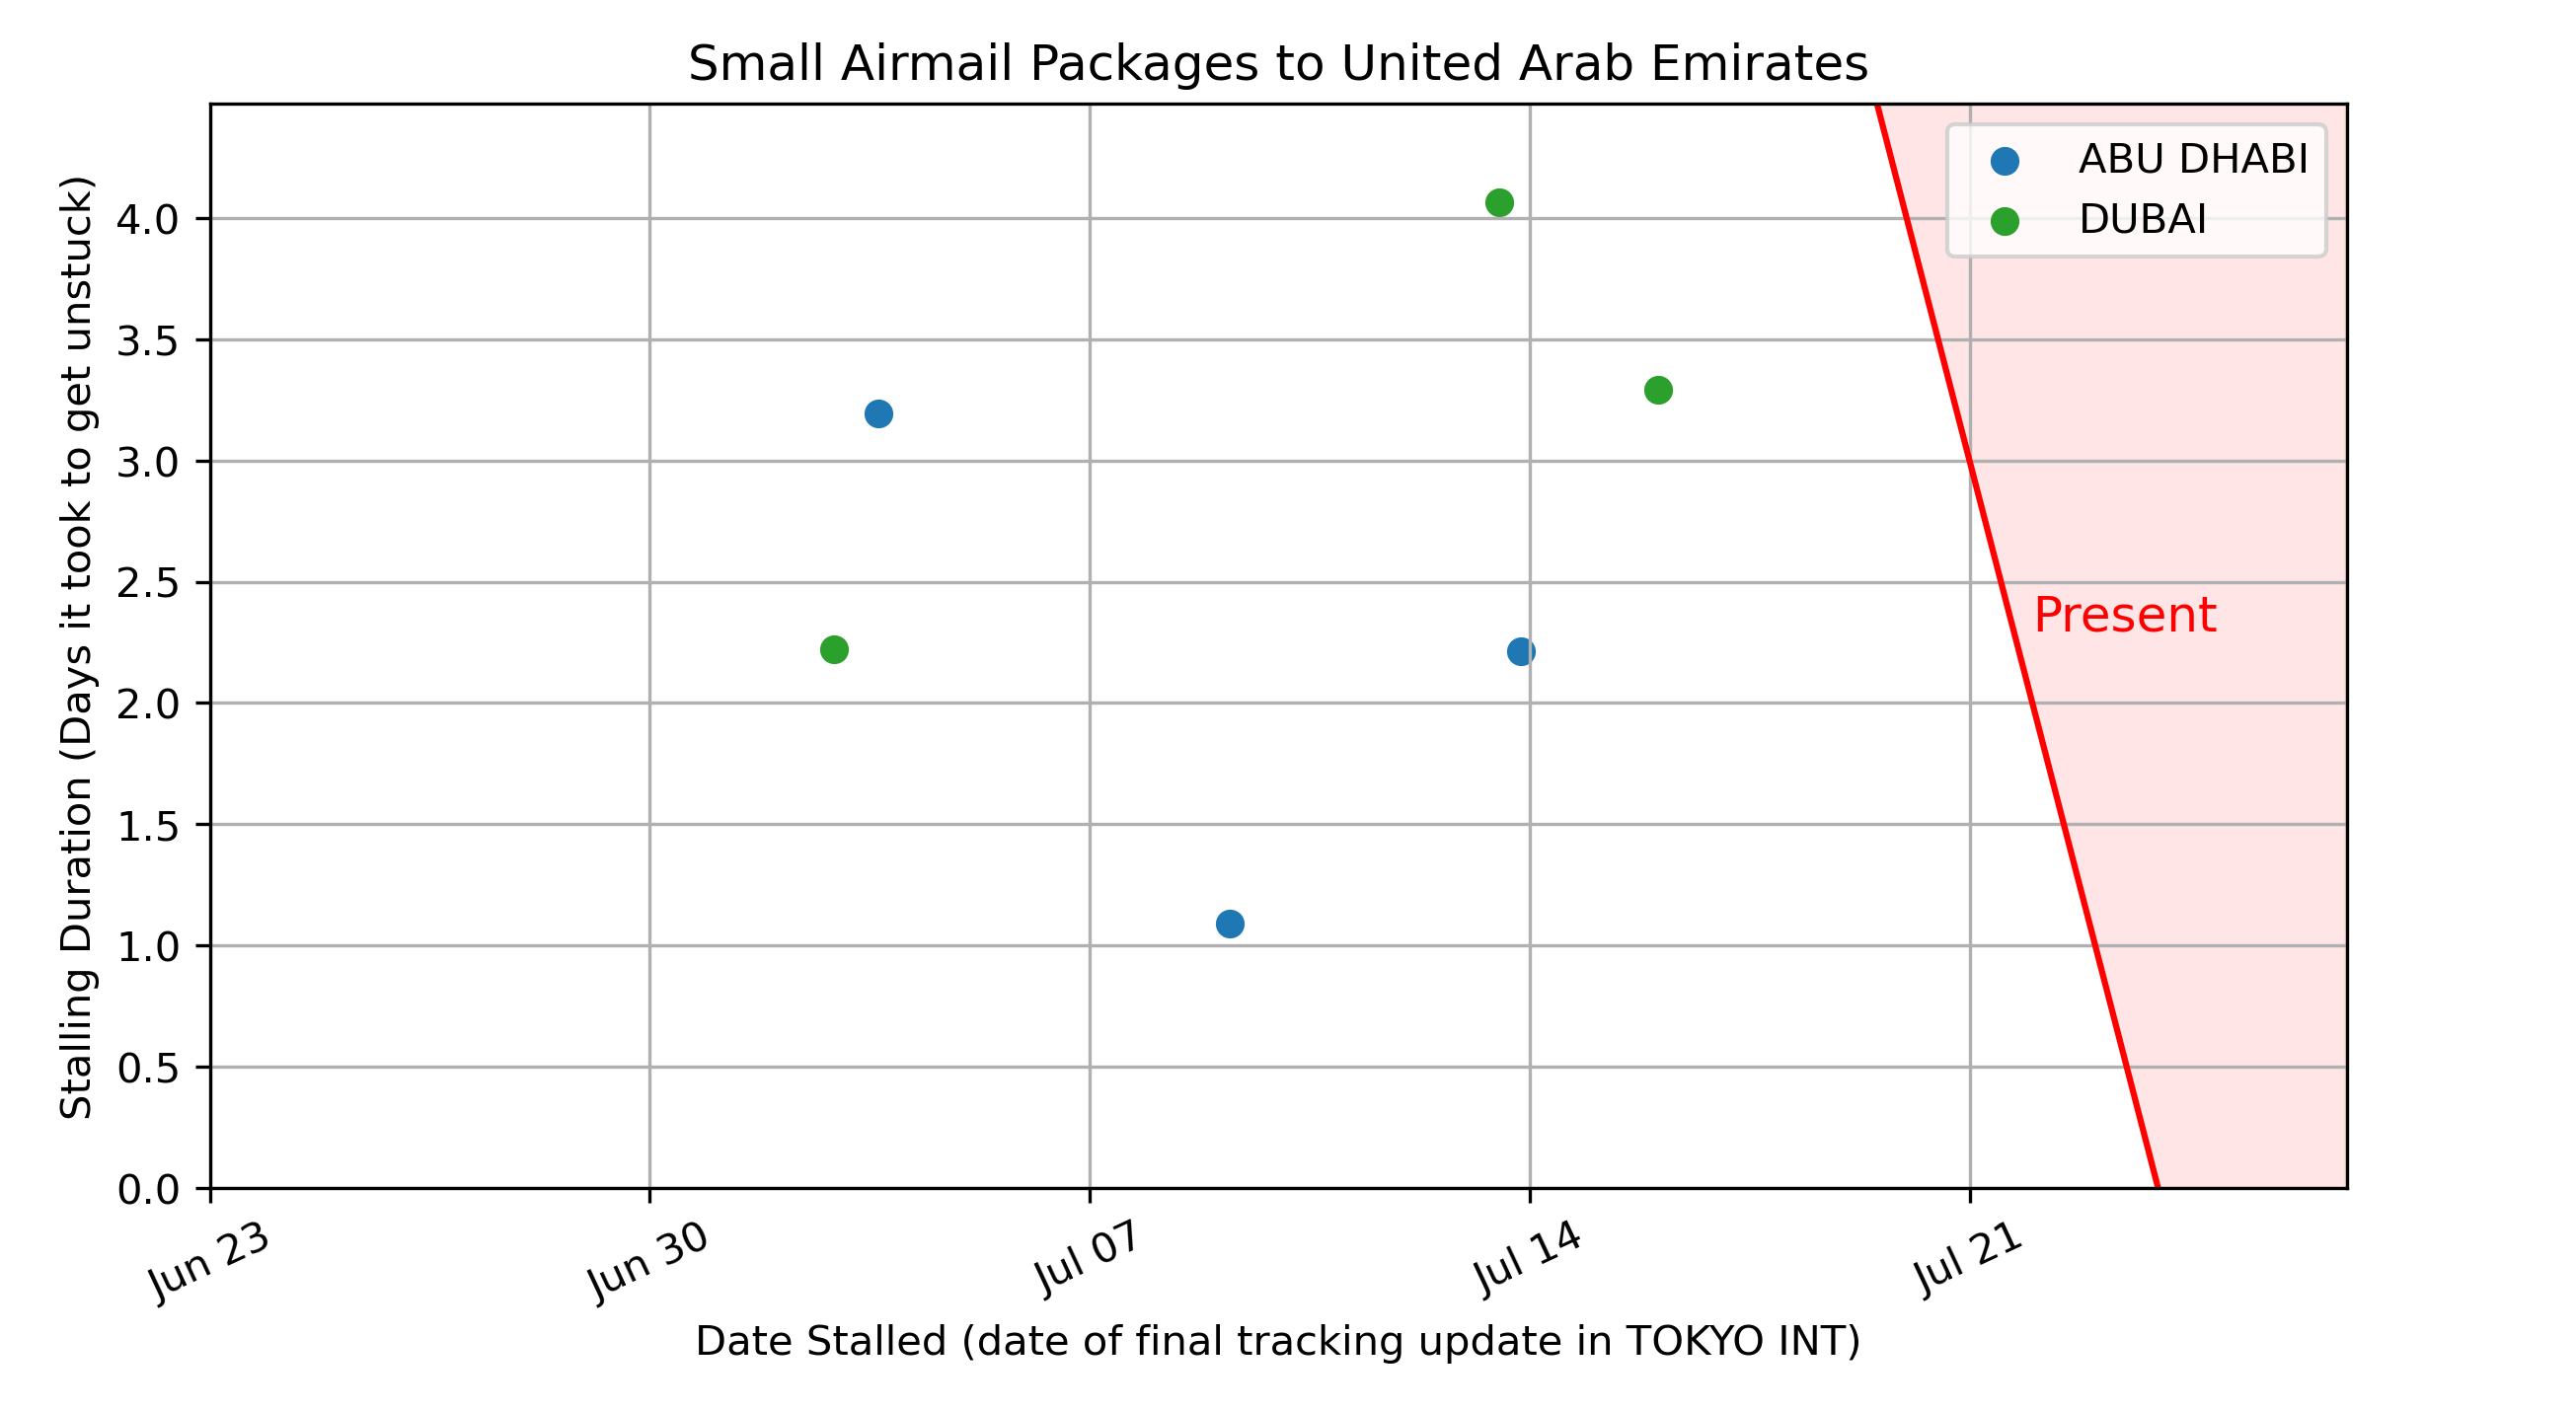 Small Airmail Packages to United Arab Emirates
ABU DHABI
DUBAI
Present
Stalling Duration (Days it took to get unstuck)
4.0
3.5
3.0
2.5
2.0
1.5
1.0
0.5
0.0
Jun 23
Jun 30
Jul 07
Jul 14
Jul 21
Date Stalled (date of final tracking update in TOKYO INT)